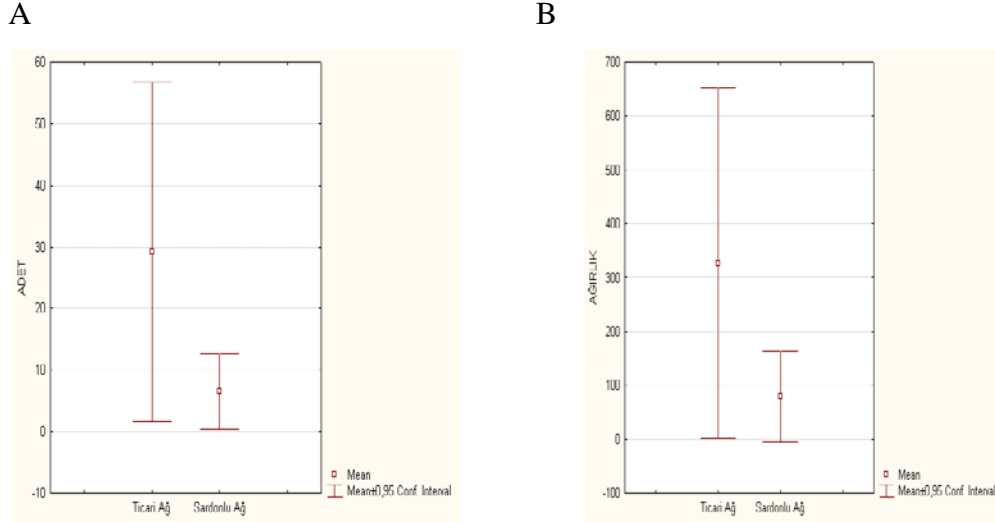 A
B
60
50
40
30
20
10
0
-10
ADET
Ticari Ağ Sardonlu Ağ
Mean
Mean±0,95 Conf. Interval
700
600
500
400
300
200
100
0
-100
AĞIRLIK
Ticari Ağ Sardonlu Ağ
Mean
Mean±0,95 Conf. Interval